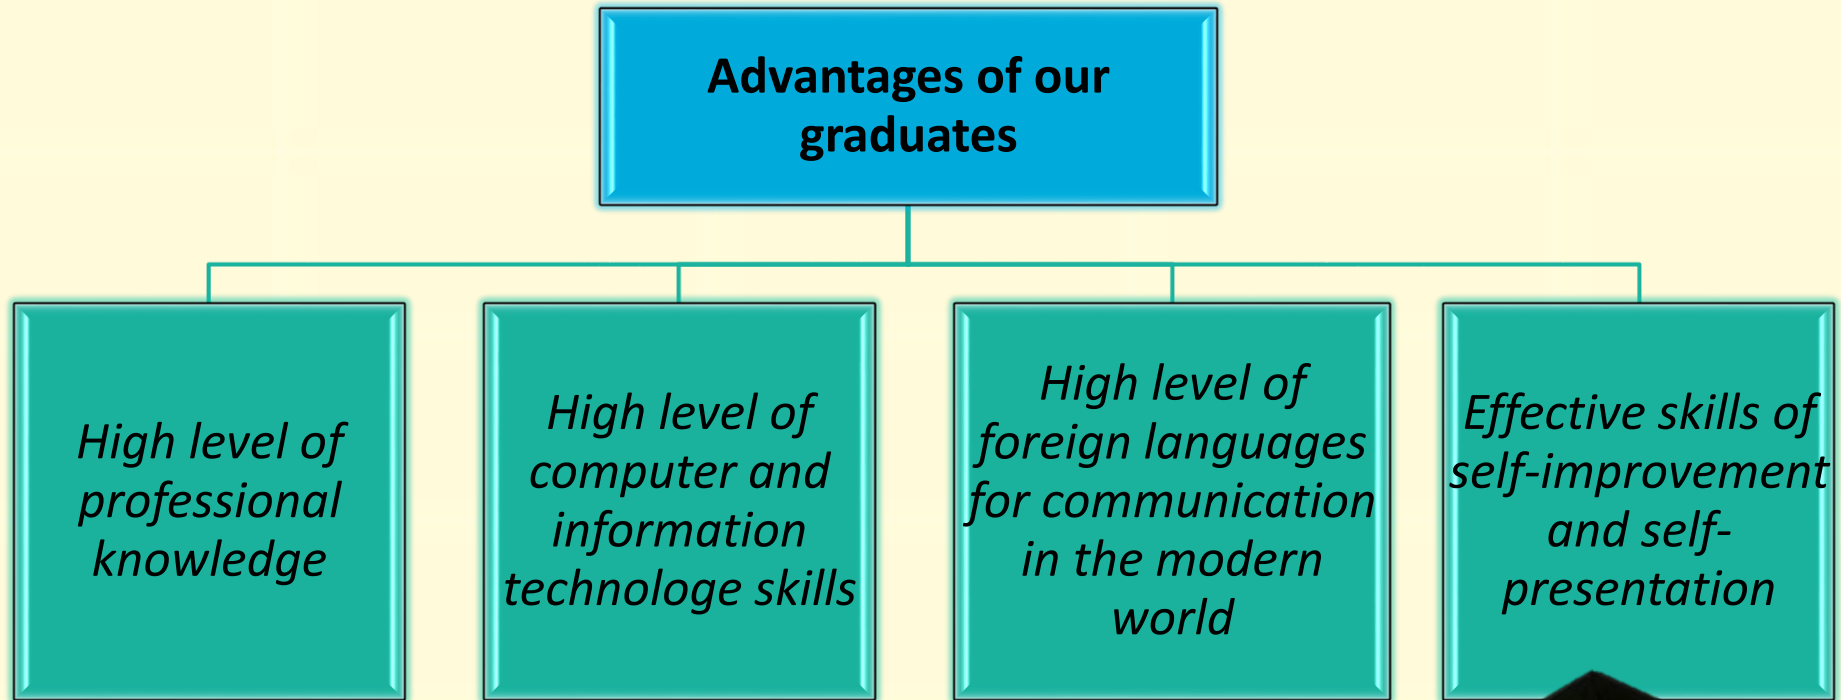 Advantages of our
graduates
High level of
professional
knowledge
High level of
computer and
information
technologe skills
High level of
foreign languages
for communication
in the modern
world
Effective skills of
self-improvement
and self-
presentation